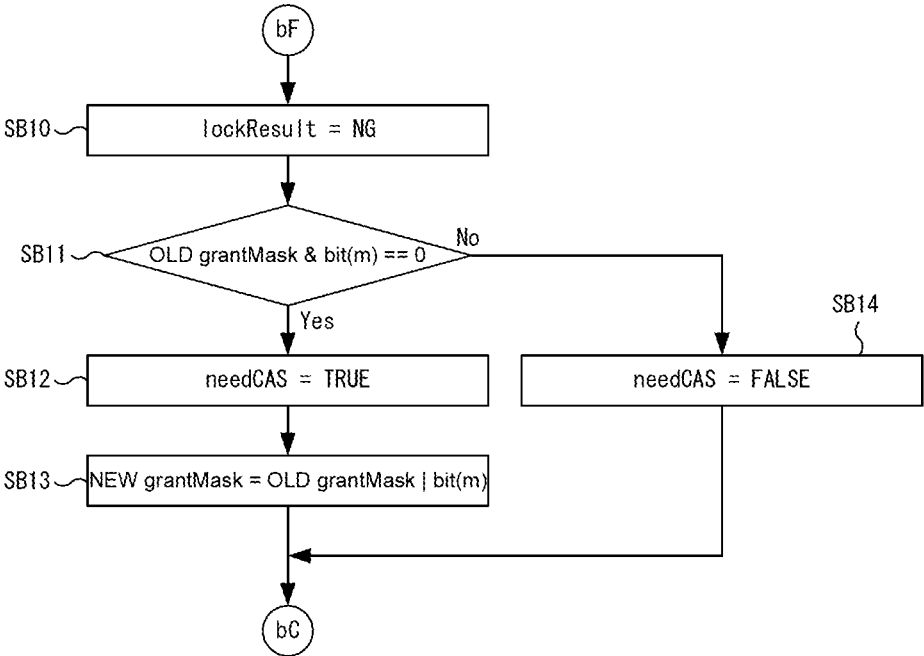 bF
SB10
lockResult = NG
SB11
OLD grantMask & bit(m) == 0
No
Yes
SB14
SB12
needCAS = TRUE
needCAS = FALSE
SB13
NEW grantMask = OLD grantMask | bit(m)
bC